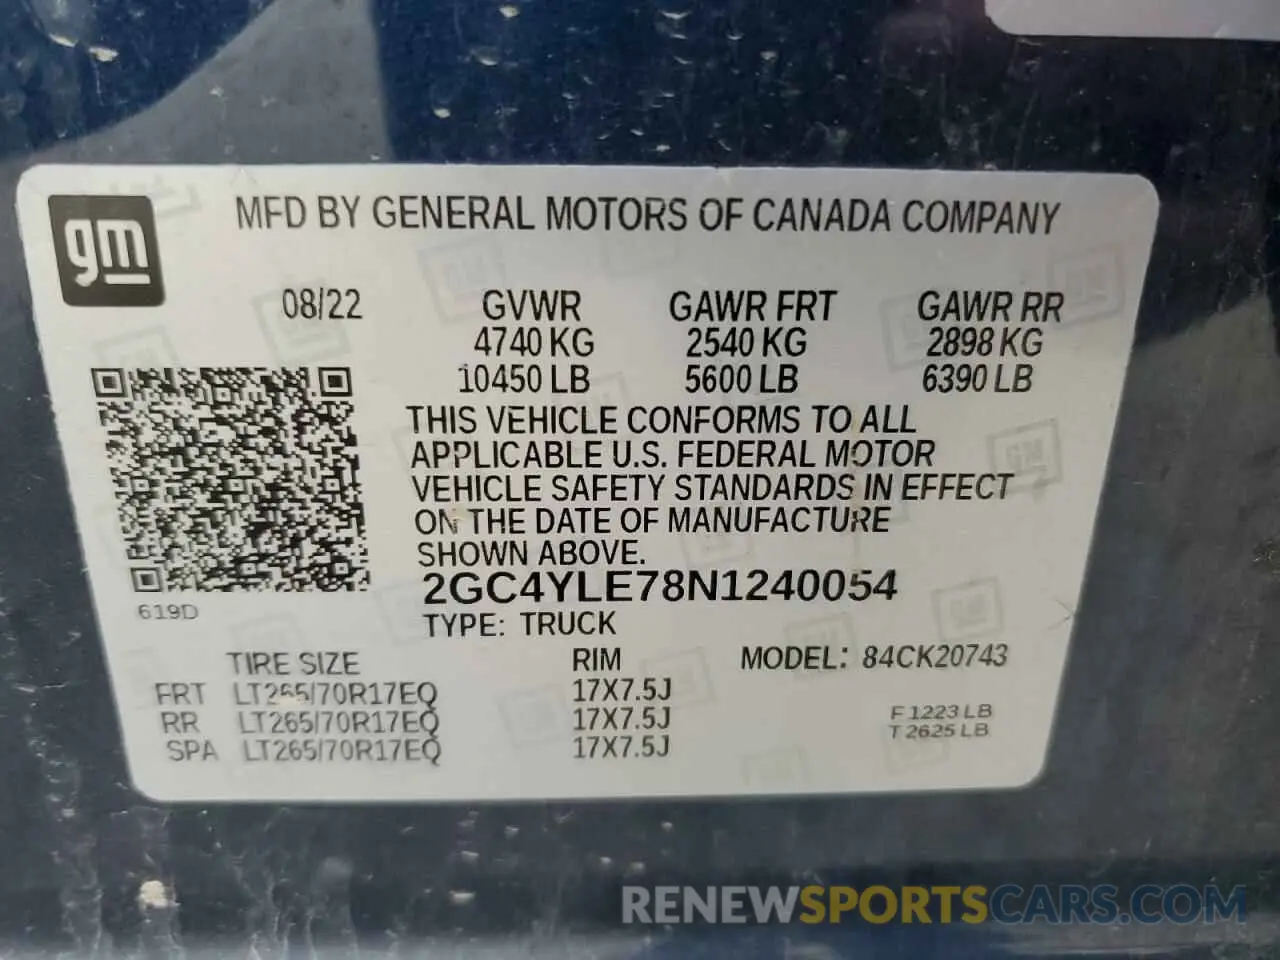 gm
MFD BY GENERAL MOTORS OF CANADA COMPANY
08/22 GVWR GAWR FRT GAWR RR
4740 KG 2540 KG 2898 KG
10450 LB 5600 LB 6390 LB
THIS VEHICLE CONFORMS TO ALL
APPLICABLE U.S. FEDERAL MOTOR
VEHICLE SAFETY STANDARDS IN EFFECT
ON THE DATE OF MANUFACTURE
SHOWN ABOVE.
2GC4YLE78N1240054
619D
TYPE: TRUCK
TIRE SIZE RIM MODEL: 84CK20743
FRT LT265/70R17EQ 17X7.5J
RR LT265/70R17EQ 17X7.5J F 1223 LB
SPA LT265/70R17EQ 17X7.5J T 2625 LB
RENEWSPORTSCARS.COM